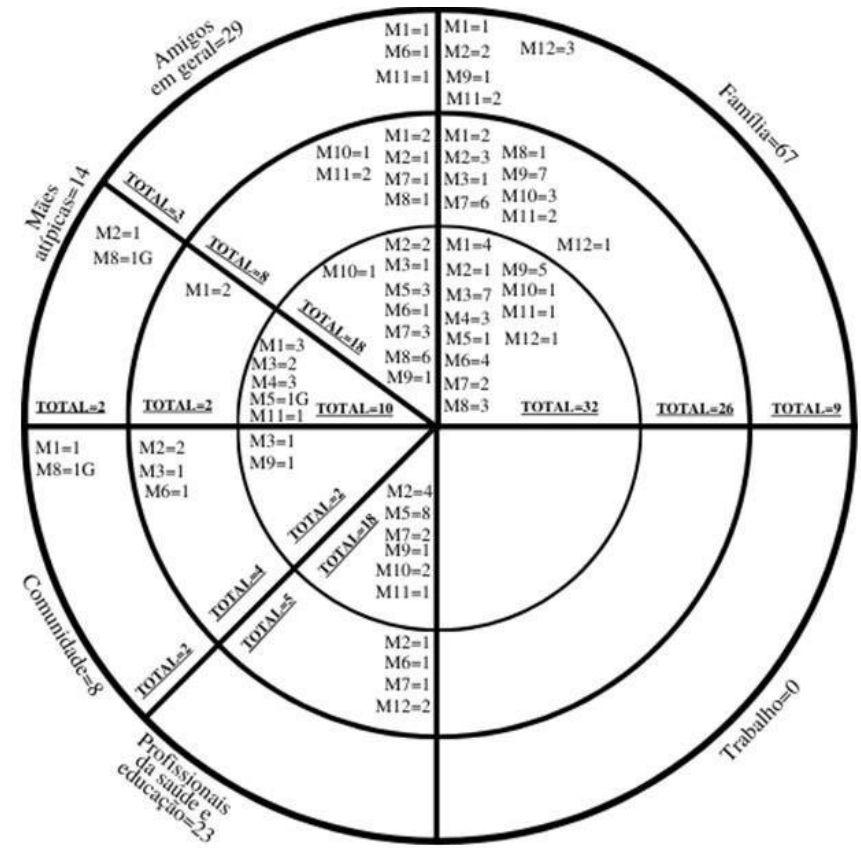 Amigos
em geral=29
M1=1
M6=1
M11=1
M10=1
M11=2
M1=2
M2=1
M7=1
M8=1
M10=1
M2=2
M3=1
M5=3
M6=1
M7=3
M8=6
M9=1
TOTAL=3
TOTAL=8
TOTAL=18
Família=67
M1=1
M2=2
M9=1
M11=2
M12=3
M1=2
M2=3
M3=1
M7=6
M8=1
M9=7
M10=3
M11=2
M12=1
M1=4
M2=1
M3=7
M4=3
M5=1
M6=4
M7=2
M8=3
M9=5
M10=1
M11=1
M12=1
TOTAL=32
TOTAL=26
TOTAL=9
Mães
atípicas=14
M2=1
M8=1G
M1=2
M1=3
M3=2
M4=3
M5=1G
M11=1
TOTAL=2
TOTAL=2
TOTAL=10
Comunidade=8
M1=1
M8=1G
M2=2
M3=1
M6=1
M3=1
M9=1
TOTAL=2
TOTAL=4
TOTAL=2
Profissionais
da saúde e
educação=23
M2=4
M5=8
M7=2
M9=1
M10=2
M11=1
TOTAL=18
TOTAL=5
M2=1
M6=1
M7=1
M12=2
Trabalho=0